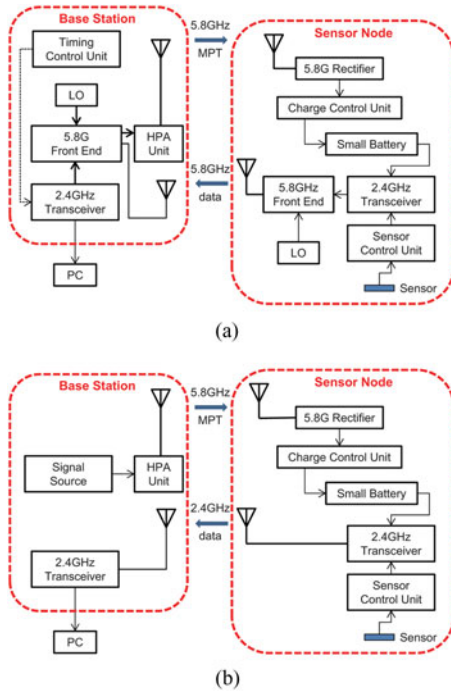 Base Station
Timing
Control Unit
LO
5.8G
Front End
HPA
Unit
2.4GHz
Transceiver
PC
5.8GHz
MPT
5.8GHz
data
Sensor Node
5.8G Rectifier
Charge Control Unit
Small Battery
5.8GHz
Front End
2.4GHz
Transceiver
LO
Sensor
Control Unit
Sensor
(a)
Base Station
Signal
Source
HPA
Unit
2.4GHz
Transceiver
PC
5.8GHz
MPT
2.4GHz
data
Sensor Node
5.8G Rectifier
Charge Control Unit
Small Battery
2.4GHz
Transceiver
Sensor
Control Unit
Sensor
(b)